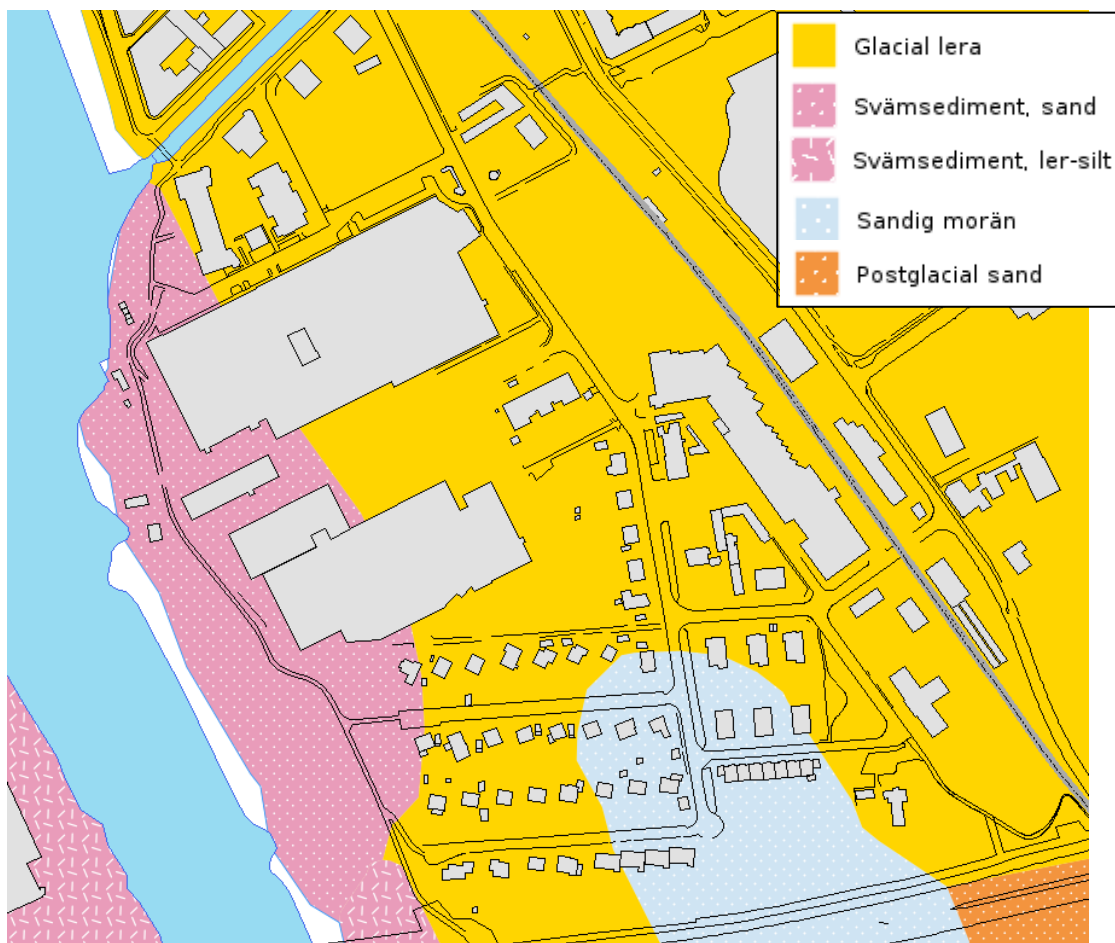 Glacial lera
Svämsediment, sand
Svämsediment, ler-silt
Sandig morän
Postglacial sand